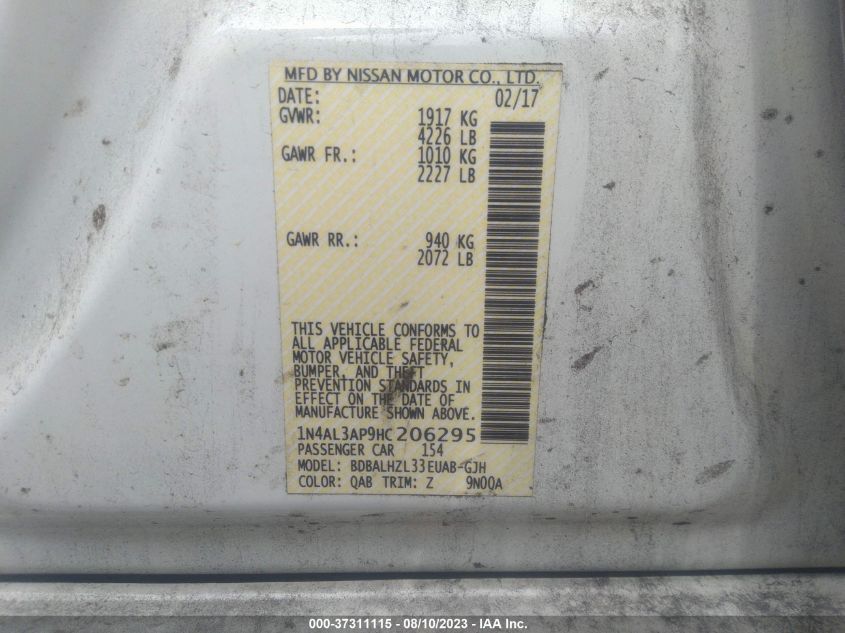 MFD BY NISSAN MOTOR CO., LTD.
DATE: 02/17
GVWR: 1917 KG
4226 LB
GAWR FR.: 1010 KG
2227 LB
GAWR RR.: 940 KG
2072 LB
THIS VEHICLE CONFORMS TO
ALL APPLICABLE FEDERAL
MOTOR VEHICLE SAFETY,
BUMPER, AND THEFT
PREVENTION STANDARDS IN
EFFECT ON THE DATE OF
MANUFACTURE SHOWN ABOVE.
1N4AL3AP9HC206295
PASSENGER CAR 154
MODEL: BDBALHZL33EUAB-GJH
COLOR: QAB TRIM: Z 9N00A
000-37311115 - 08/10/2023 - IAA Inc.